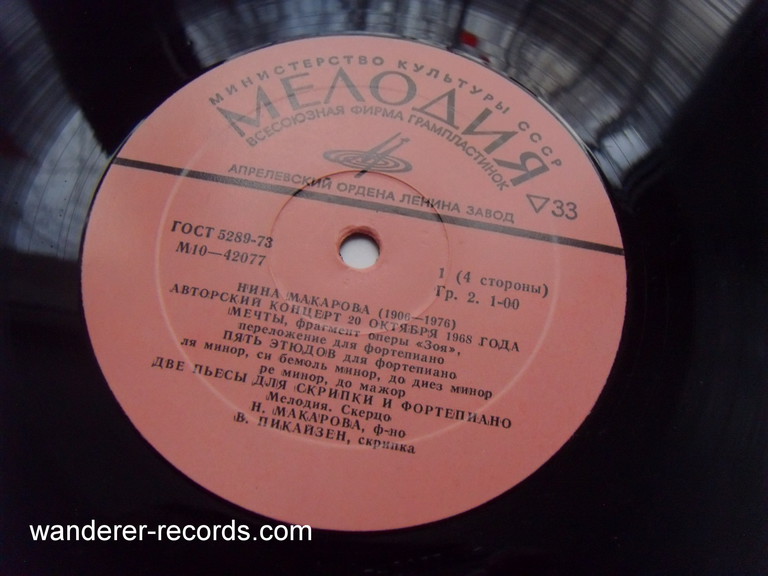 МИНИСТЕРСТВО КУЛЬТУРЫ СССР
МЕЛОДИЯ
ВСЕСОЮЗНАЯ ФИРМА ГРАМПЛАСТИНОК
АПРЕЛЕВСКИЙ ОРДЕНА ЛЕНИНА ЗАВОД
33
ГОСТ 5289-73
М10—42077
1 (4 стороны)
Гр. 2. 1-00
НИНА МАКАРОВА (1906—1976)
АВТОРСКИЙ КОНЦЕРТ 20 ОКТЯБРЯ 1968 ГОДА
МЕЧТЫ, фрагмент оперы «Зоя»,
переложение для фортепиано
ПЯТЬ ЭТЮДОВ для фортепиано
ля минор, си бемоль минор, до диез минор
ре минор, до мажор
ДВЕ ПЬЕСЫ ДЛЯ СКРИПКИ И ФОРТЕПИАНО
Мелодия. Скерцо
Н. МАКАРОВА, ф-но
В. ПИКАЙЗЕН, скрипка
wanderer-records.com